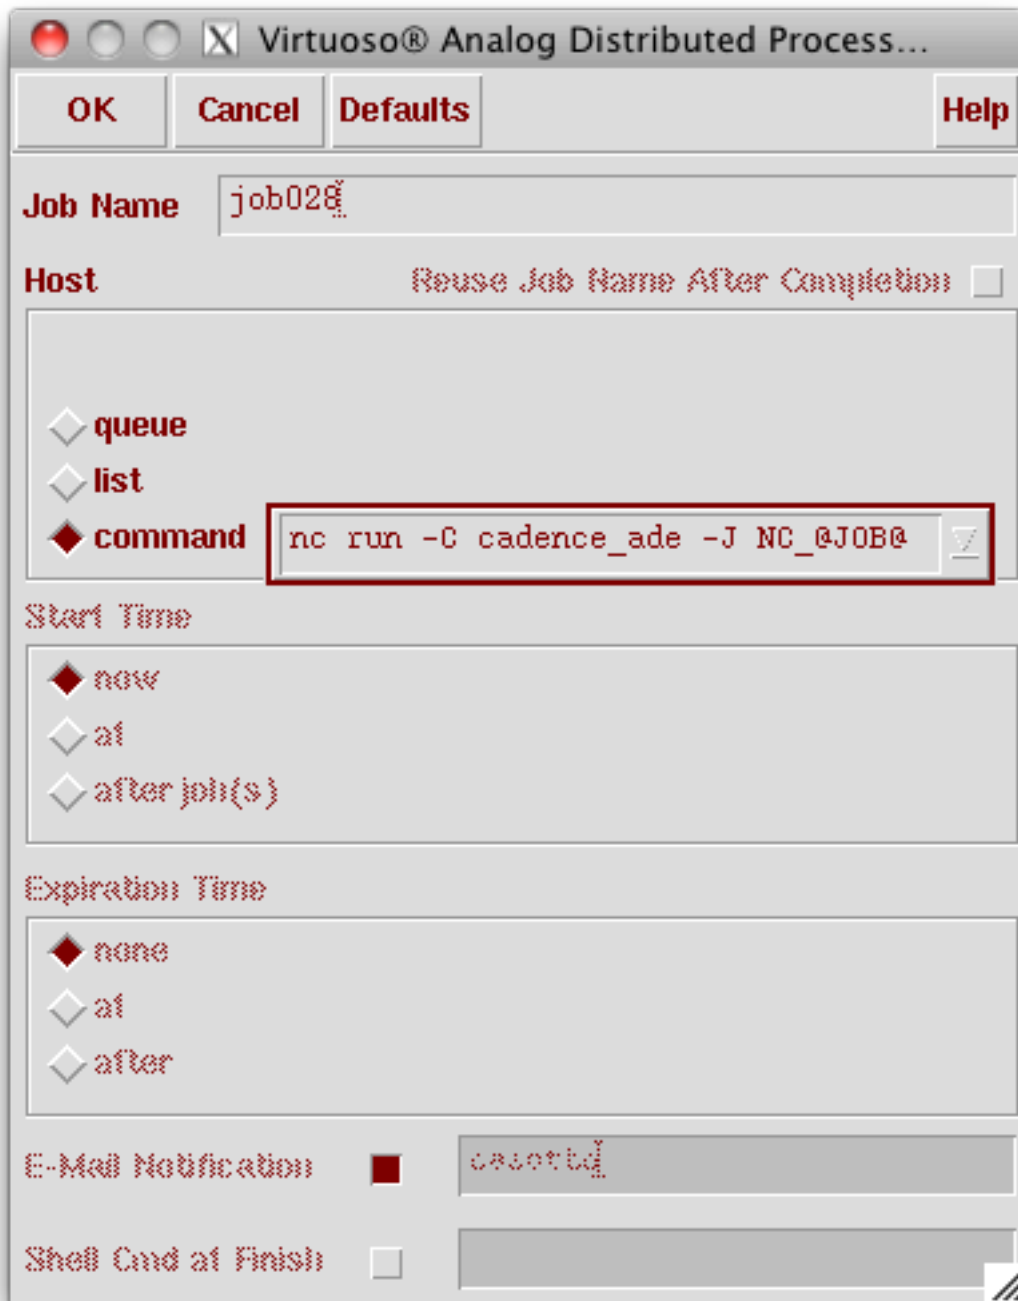 Virtuoso® Analog Distributed Process...
OK Cancel Defaults Help
Job Name job028
Host Reuse Job Name After Completion
queue
list
command nc run -C cadence_ade -J NC_@JOB@
Start Time
now
at
after job(s)
Expiration Time
none
at
after
E-Mail Notification
Shell Cmd at Finish